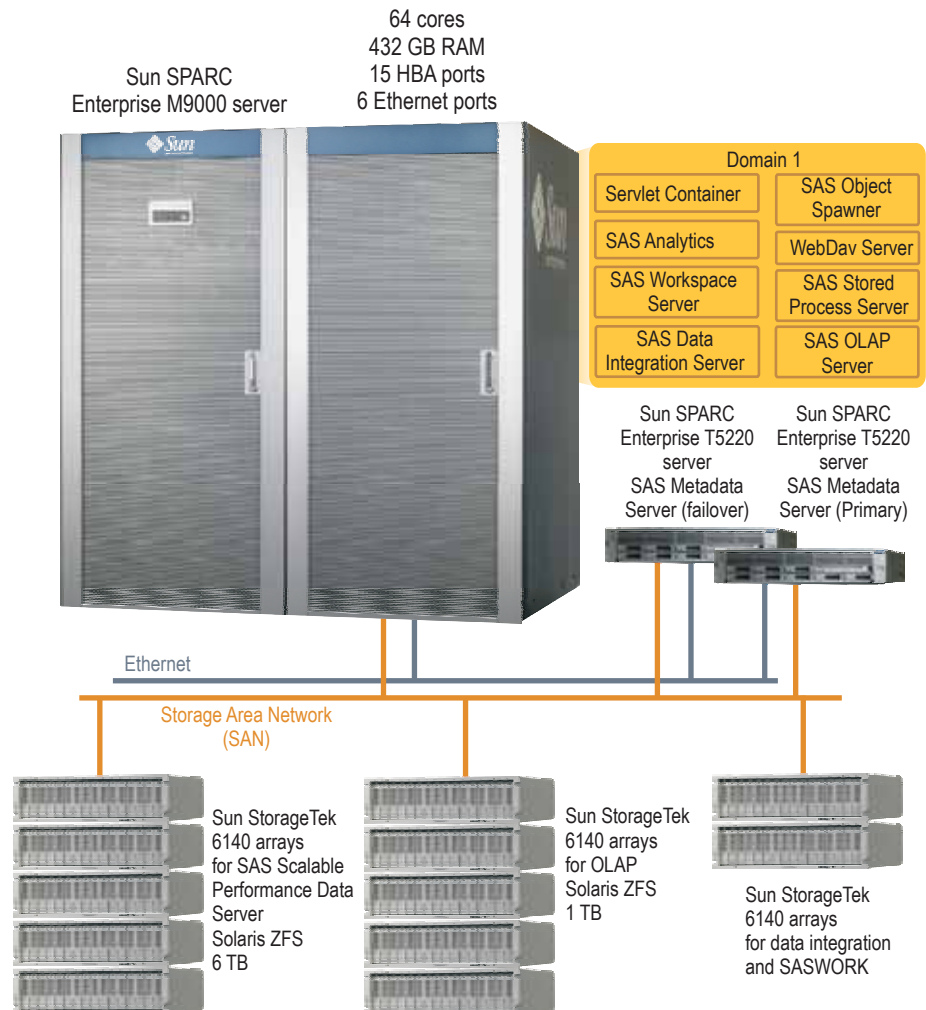 64 cores
432 GB RAM
15 HBA ports
6 Ethernet ports
Sun SPARC
Enterprise M9000 server
Sun
Sun
Domain 1
Servlet Container
SAS Object
Spawner
SAS Analytics
WebDav Server
SAS Workspace
Server
SAS Stored
Process Server
SAS Data
Integration Server
SAS OLAP
Server
Sun SPARC
Enterprise T5220
server
SAS Metadata
Server (failover)
Sun SPARC
Enterprise T5220
server
SAS Metadata
Server (Primary)
Ethernet
Storage Area Network
(SAN)
Sun StorageTek
6140 arrays
for SAS Scalable
Performance Data
Server
Solaris ZFS
6 TB
Sun StorageTek
6140 arrays
for OLAP
Solaris ZFS
1 TB
Sun StorageTek
6140 arrays
for data integration
and SASWORK